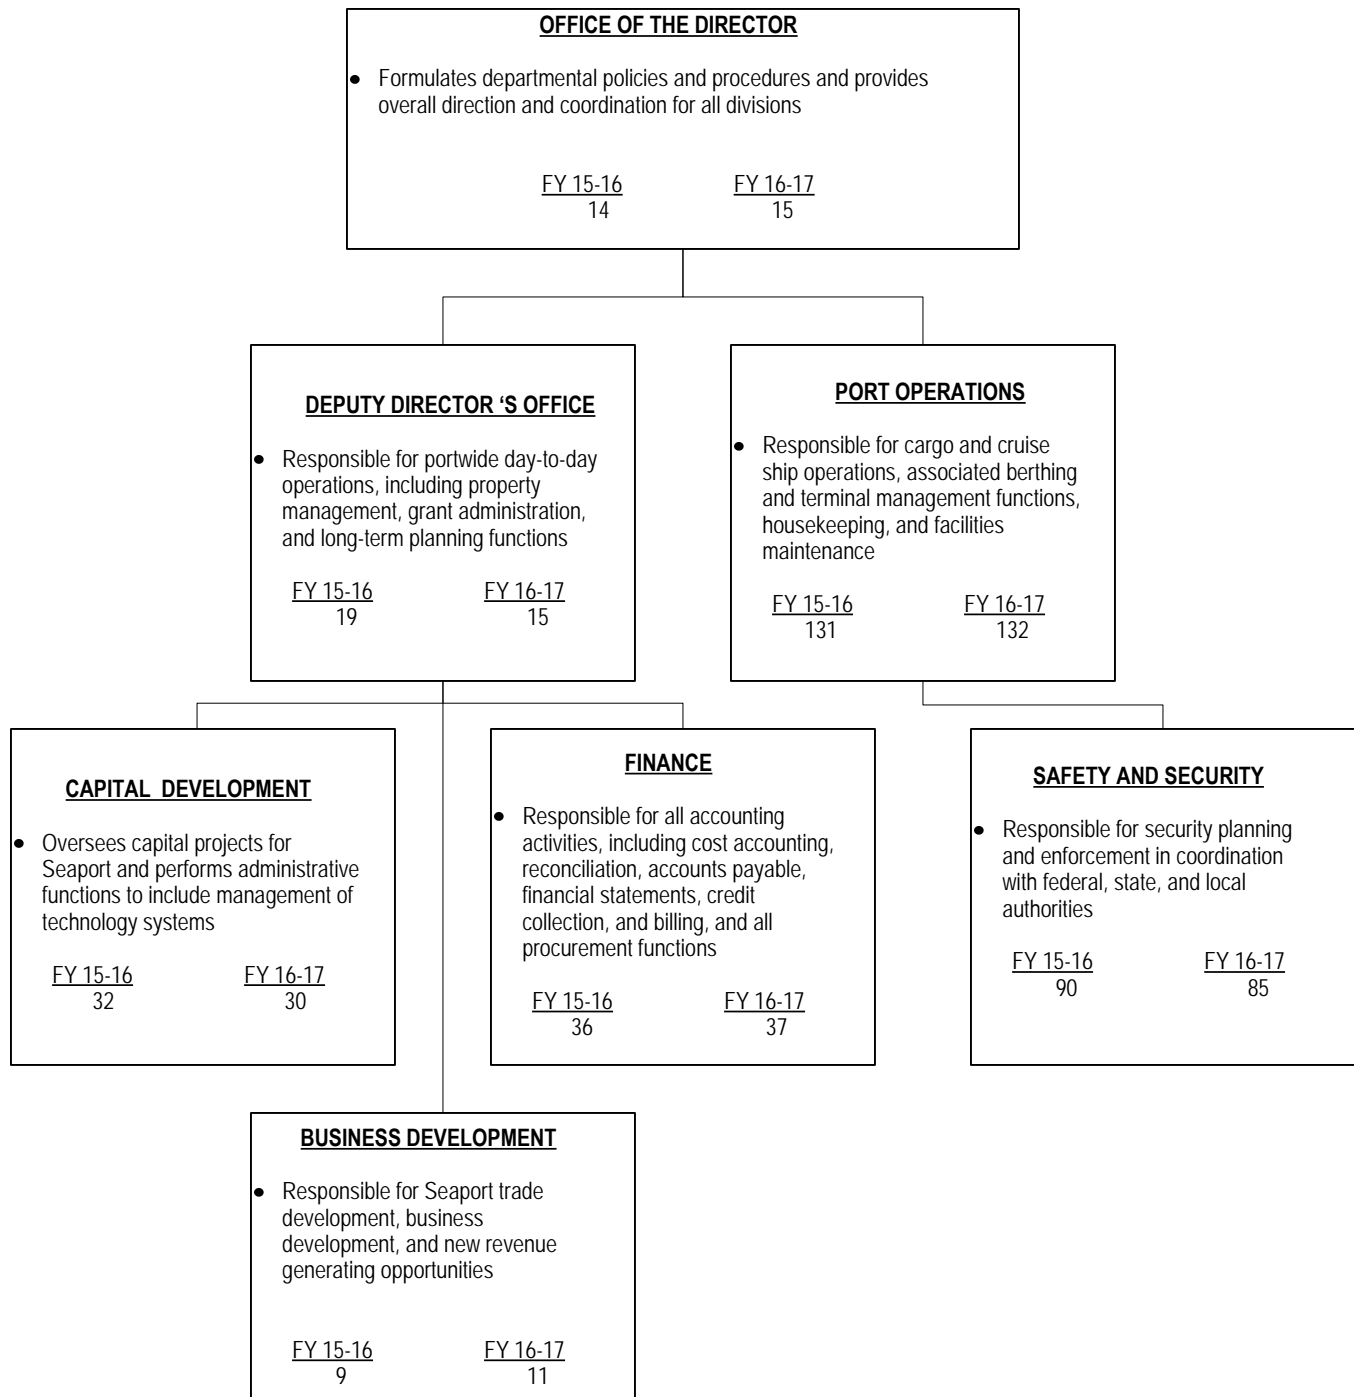 OFFICE OF THE DIRECTOR
• Formulates departmental policies and procedures and provides
overall direction and coordination for all divisions
FY 15-16 FY 16-17
14 15
DEPUTY DIRECTOR ‘S OFFICE
• Responsible for portwide day-to-day
operations, including property
management, grant administration,
and long-term planning functions
FY 15-16 FY 16-17
19 15
PORT OPERATIONS
• Responsible for cargo and cruise
ship operations, associated berthing
and terminal management functions,
housekeeping, and facilities
maintenance
FY 15-16 FY 16-17
131 132
CAPITAL DEVELOPMENT
• Oversees capital projects for
Seaport and performs administrative
functions to include management of
technology systems
FY 15-16 FY 16-17
32 30
FINANCE
• Responsible for all accounting
activities, including cost accounting,
reconciliation, accounts payable,
financial statements, credit
collection, and billing, and all
procurement functions
FY 15-16 FY 16-17
36 37
SAFETY AND SECURITY
• Responsible for security planning
and enforcement in coordination
with federal, state, and local
authorities
FY 15-16 FY 16-17
90 85
BUSINESS DEVELOPMENT
• Responsible for Seaport trade
development, business
development, and new revenue
generating opportunities
FY 15-16 FY 16-17
9 11